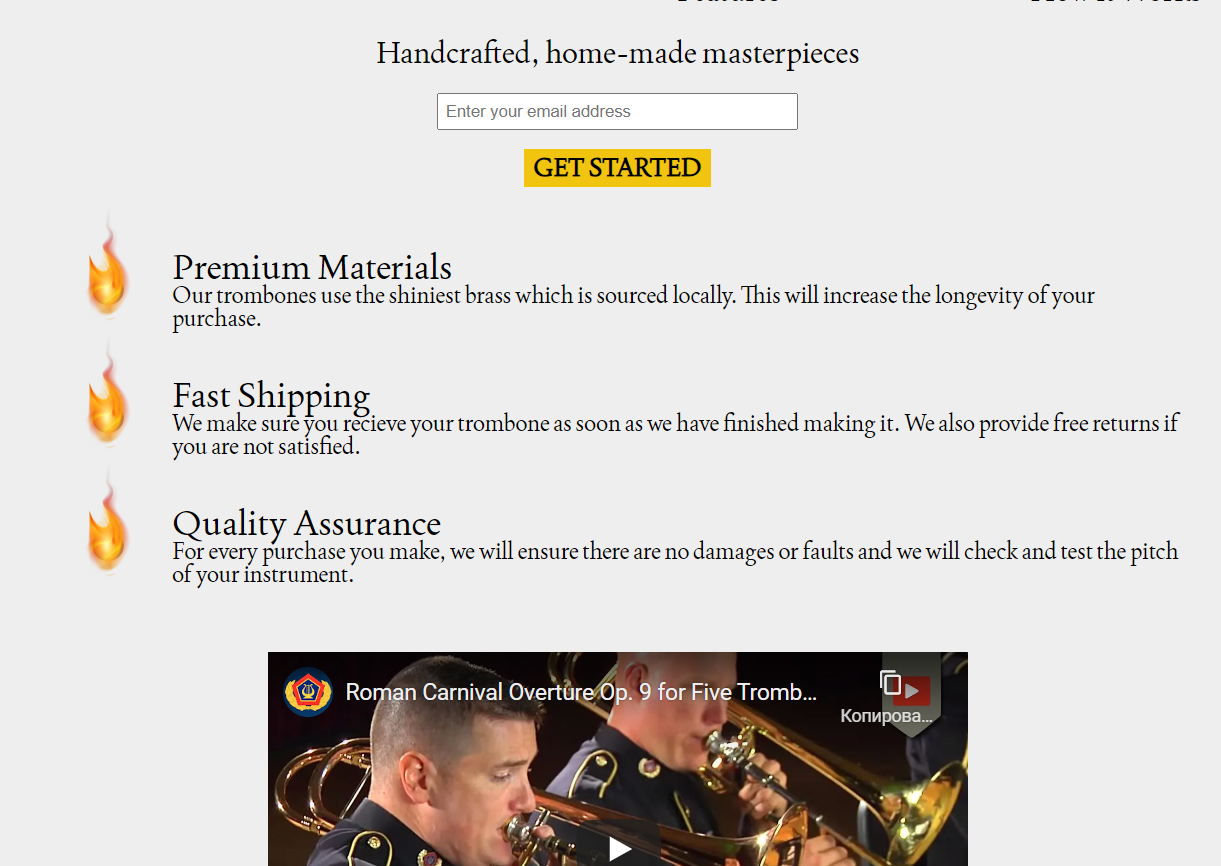 Handcrafted, home-made masterpieces
Enter your email address
GET STARTED
Premium Materials
Our trombones use the shiniest brass which is sourced locally. This will increase the longevity of your
purchase.
Fast Shipping
We make sure you recieve your trombone as soon as we have finished making it. We also provide free returns if
you are not satisfied.
Quality Assurance
For every purchase you make, we will ensure there are no damages or faults and we will check and test the pitch
of your instrument.
Roman Carnival Overture Op. 9 for Five Tromb...
Копирова...